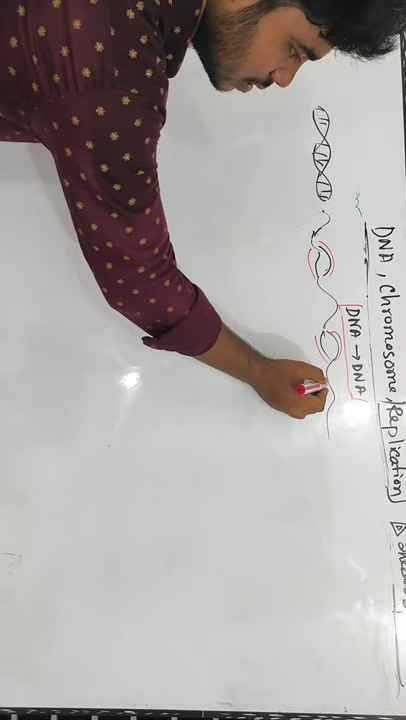 DNA, Chromosome, Replication
DNA → DNA